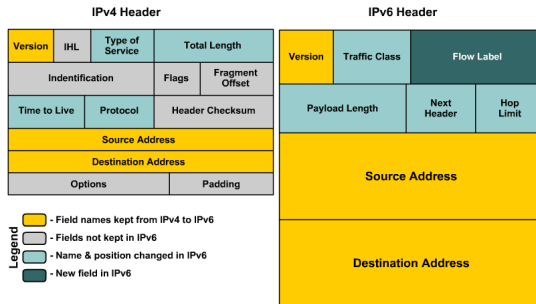 IPv4 Header
Version IHL Type of Service Total Length
Indentification Flags Fragment Offset
Time to Live Protocol Header Checksum
Source Address
Destination Address
Options Padding
Legend
- Field names kept from IPv4 to IPv6
- Fields not kept in IPv6
- Name & position changed in IPv6
- New field in IPv6
IPv6 Header
Version Traffic Class Flow Label
Payload Length Next Header Hop Limit
Source Address
Destination Address